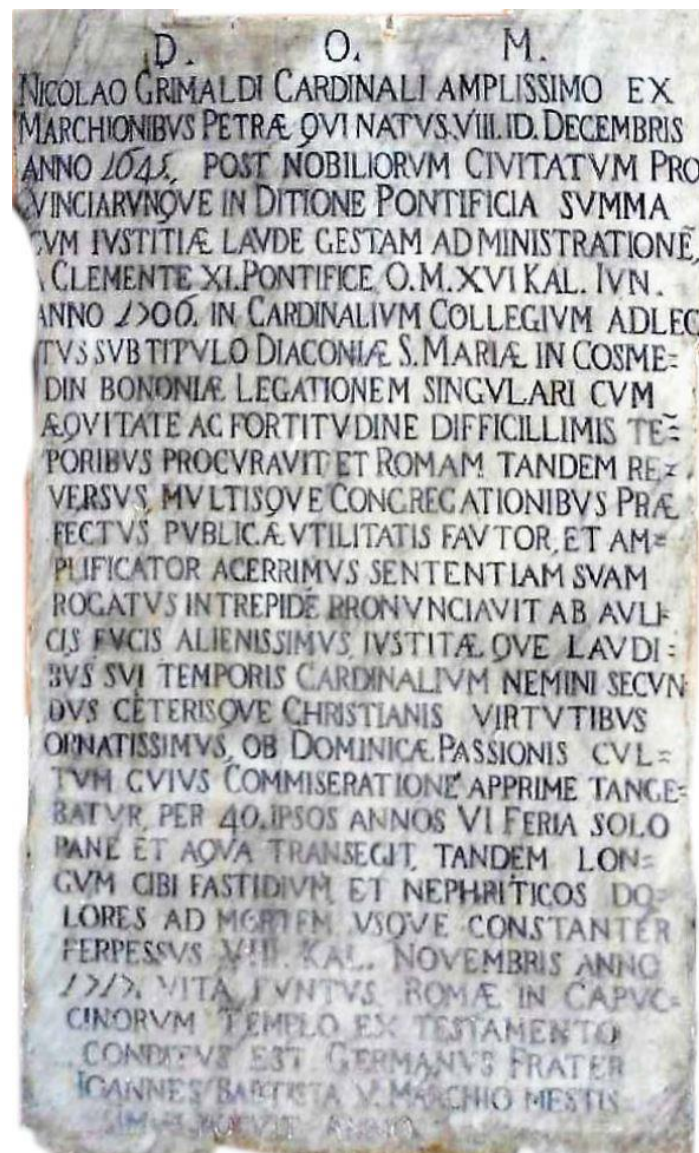 D. O. M.
NICOLAO GRIMALDI CARDINALI AMPLISSIMO EX
MARCHIONIBVS PETRÆ QVI NATVS.VIII.ID.DECEMBRIS
ANNO 1645. POST NOBILIORVM CIVITATVM PRO
VINCIARVNQVE IN DITIONE PONTIFICIA SVMMA
CVM IVSTITIÆ LAVDE GESTAM ADMINISTRATIONẼ,
A CLEMENTE XI.PONTIFICE O.M.XVI KAL. IVN.
ANNO 1706. IN CARDINALIVM COLLEGIVM ADLEC
TVS SVB TITVLO DIACONIÆ S.MARIÆ IN COSME=
DIN BONONIÆ LEGATIONEM SINGVLARI CVM
ÆQVITATE AC FORTITVDINE DIFFICILLIMIS TẼ=
PORIBVS PROCVRAVIT ET ROMAM TANDEM RE=
VERSVS, MVLTISQVE CONGREGATIONIBVS PRÆ
FECTVS PVBLICÆ VTILITATIS FAVTOR, ET AM=
PLIFICATOR ACERRIMVS SENTENTIAM SVAM
ROGATVS INTREPIDE PRONVNCIAVIT AB AVLI=
CIS FVCIS ALIENISSIMVS, IVSTITÆ QVE LAVDI=
BVS SVI TEMPORIS CARDINALIVM NEMINI SECVN
DVS CETERISQVE CHRISTIANIS VIRTVTIBVS
ORNATISSIMVS, OB DOMINICÆ PASSIONIS CVL=
TVM CVIVS COMMISERATIONE APPRIME TANGE=
BATVR, PER 40.IPSOS ANNOS VI FERIA SOLO
PANE ET AQVA TRANSEGIT, TANDEM LON=
GVM CIBI FASTIDIVM, ET NEPHRITICOS DO=
LORES AD MORTEM VSQVE CONSTANTER
PERPESSVS VIII. KAL. NOVEMBRIS ANNO
1717. VITA FVNTVS ROMÆ IN CAPVC=
CINORVM TEMPLO EX TESTAMENTO
CONDITVS EST GERMANVS FRATER
IOANNES BAPTISTA V. MARCHIO MESTIS
ANNO